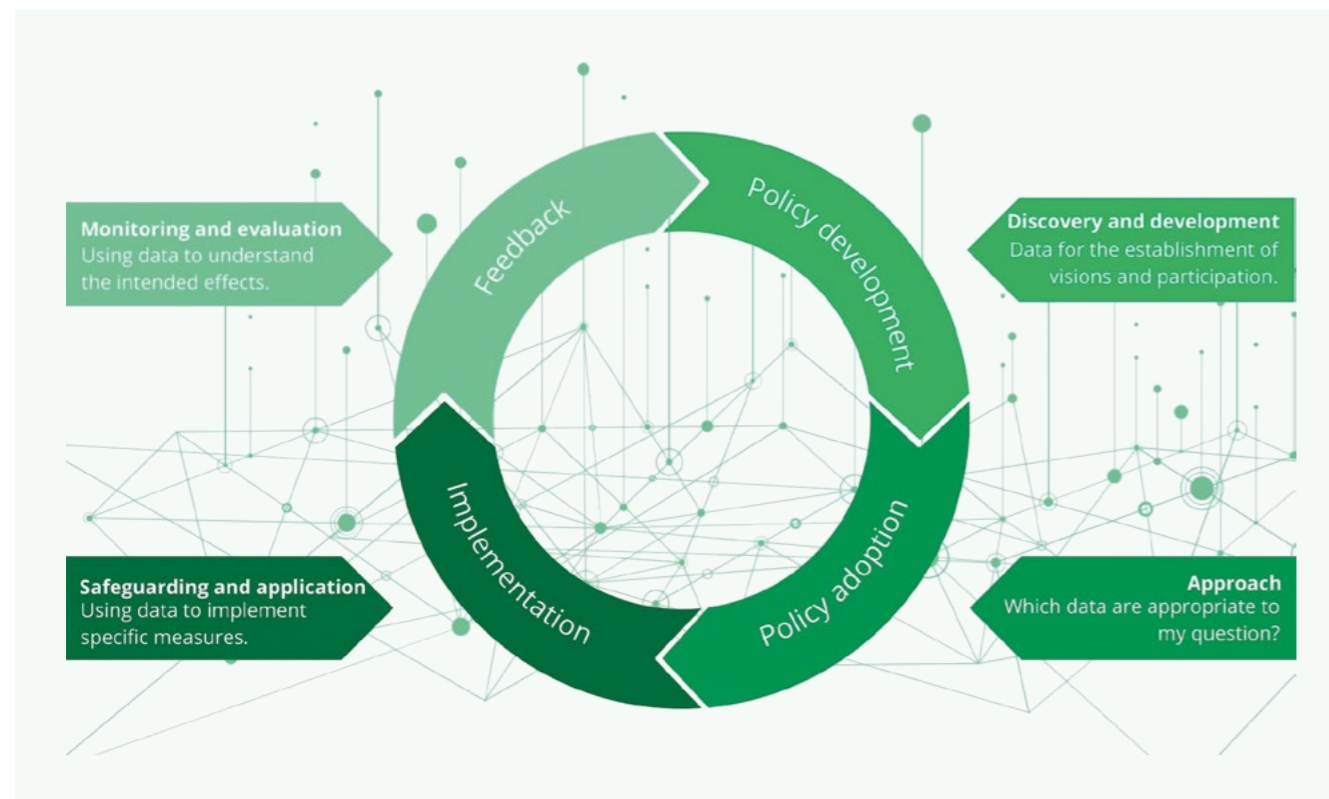 Feedback
Policy development
Monitoring and evaluation
Using data to understand
the intended effects.
Discovery and development
Data for the establishment of
visions and participation.
Implementation
Policy adoption
Safeguarding and application
Using data to implement
specific measures.
Approach
Which data are appropriate to
my question?